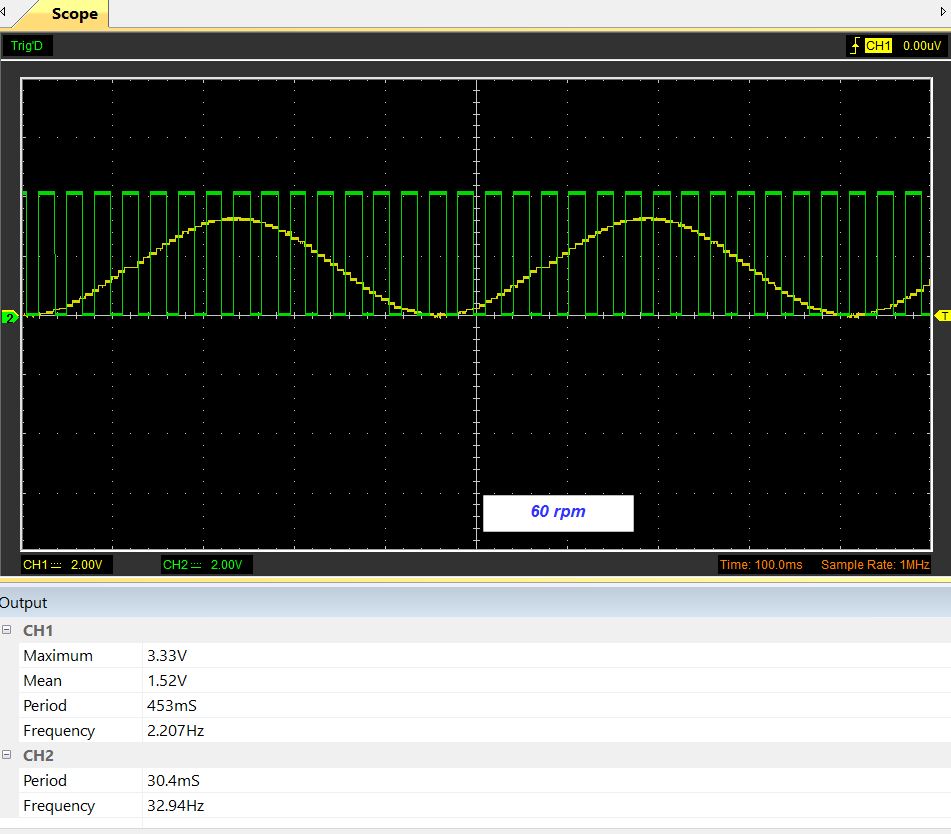 Scope
Trig'D
CH1 0.00uV
2
T
60 rpm
CH1 2.00V CH2 2.00V Time: 100.0ms Sample Rate: 1MHz
Output
CH1
Maximum 3.33V
Mean 1.52V
Period 453mS
Frequency 2.207Hz
CH2
Period 30.4mS
Frequency 32.94Hz